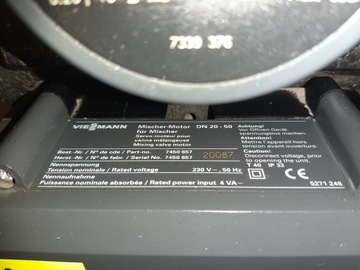 7339 376
VIESMANN
Mischer-Motor DN 20 - 50
für Mischer
Servo-moteur pour
vanne mélangeuse
Mixing valve motor
Achtung!
Vor Öffnen Gerät
spannungslos machen.
Attention!
Mettre l'appareil hors
tension avant ouverture.
Attention!
Disconnect voltage, prior
to opening the unit.
Best.-Nr. / N° de cde / Part-no. 7450 657
Herst.-Nr. / N° de fabr. / Serial No. 7450 657 20087
Nennspannung
Tension nominale / Rated voltage 230 V~, 50 Hz
Nennaufnahme
Puissance nominale absorbée / Rated power input 4 VA~
T 40 IP 32
CE
5271 248